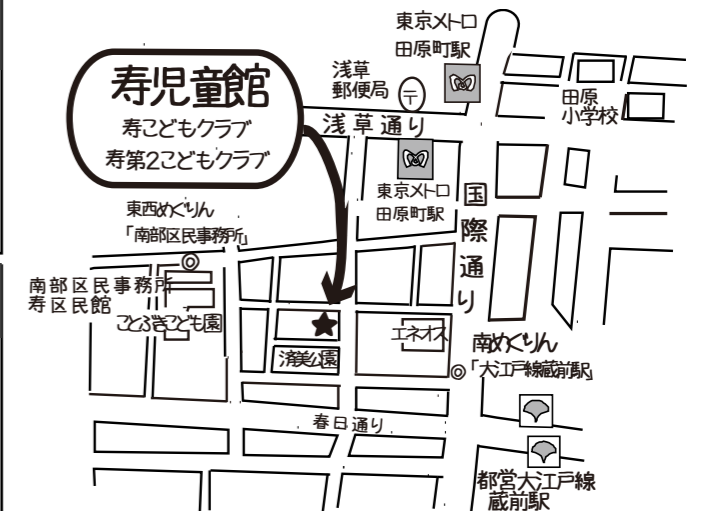 東京メトロ
田原町駅
浅草
郵便局
〒
田原
小学校
寿児童館
寿こどもクラブ
寿第2こどもクラブ
浅草通り
東京メトロ
田原町駅
国際通り
東西めぐりん
「南部区民事務所」
南部区民事務所
寿区民館
ことぶきこども園
済美公園
エネオス
南めぐりん
「大江戸線蔵前駅」
春日通り
都営大江戸線
蔵前駅